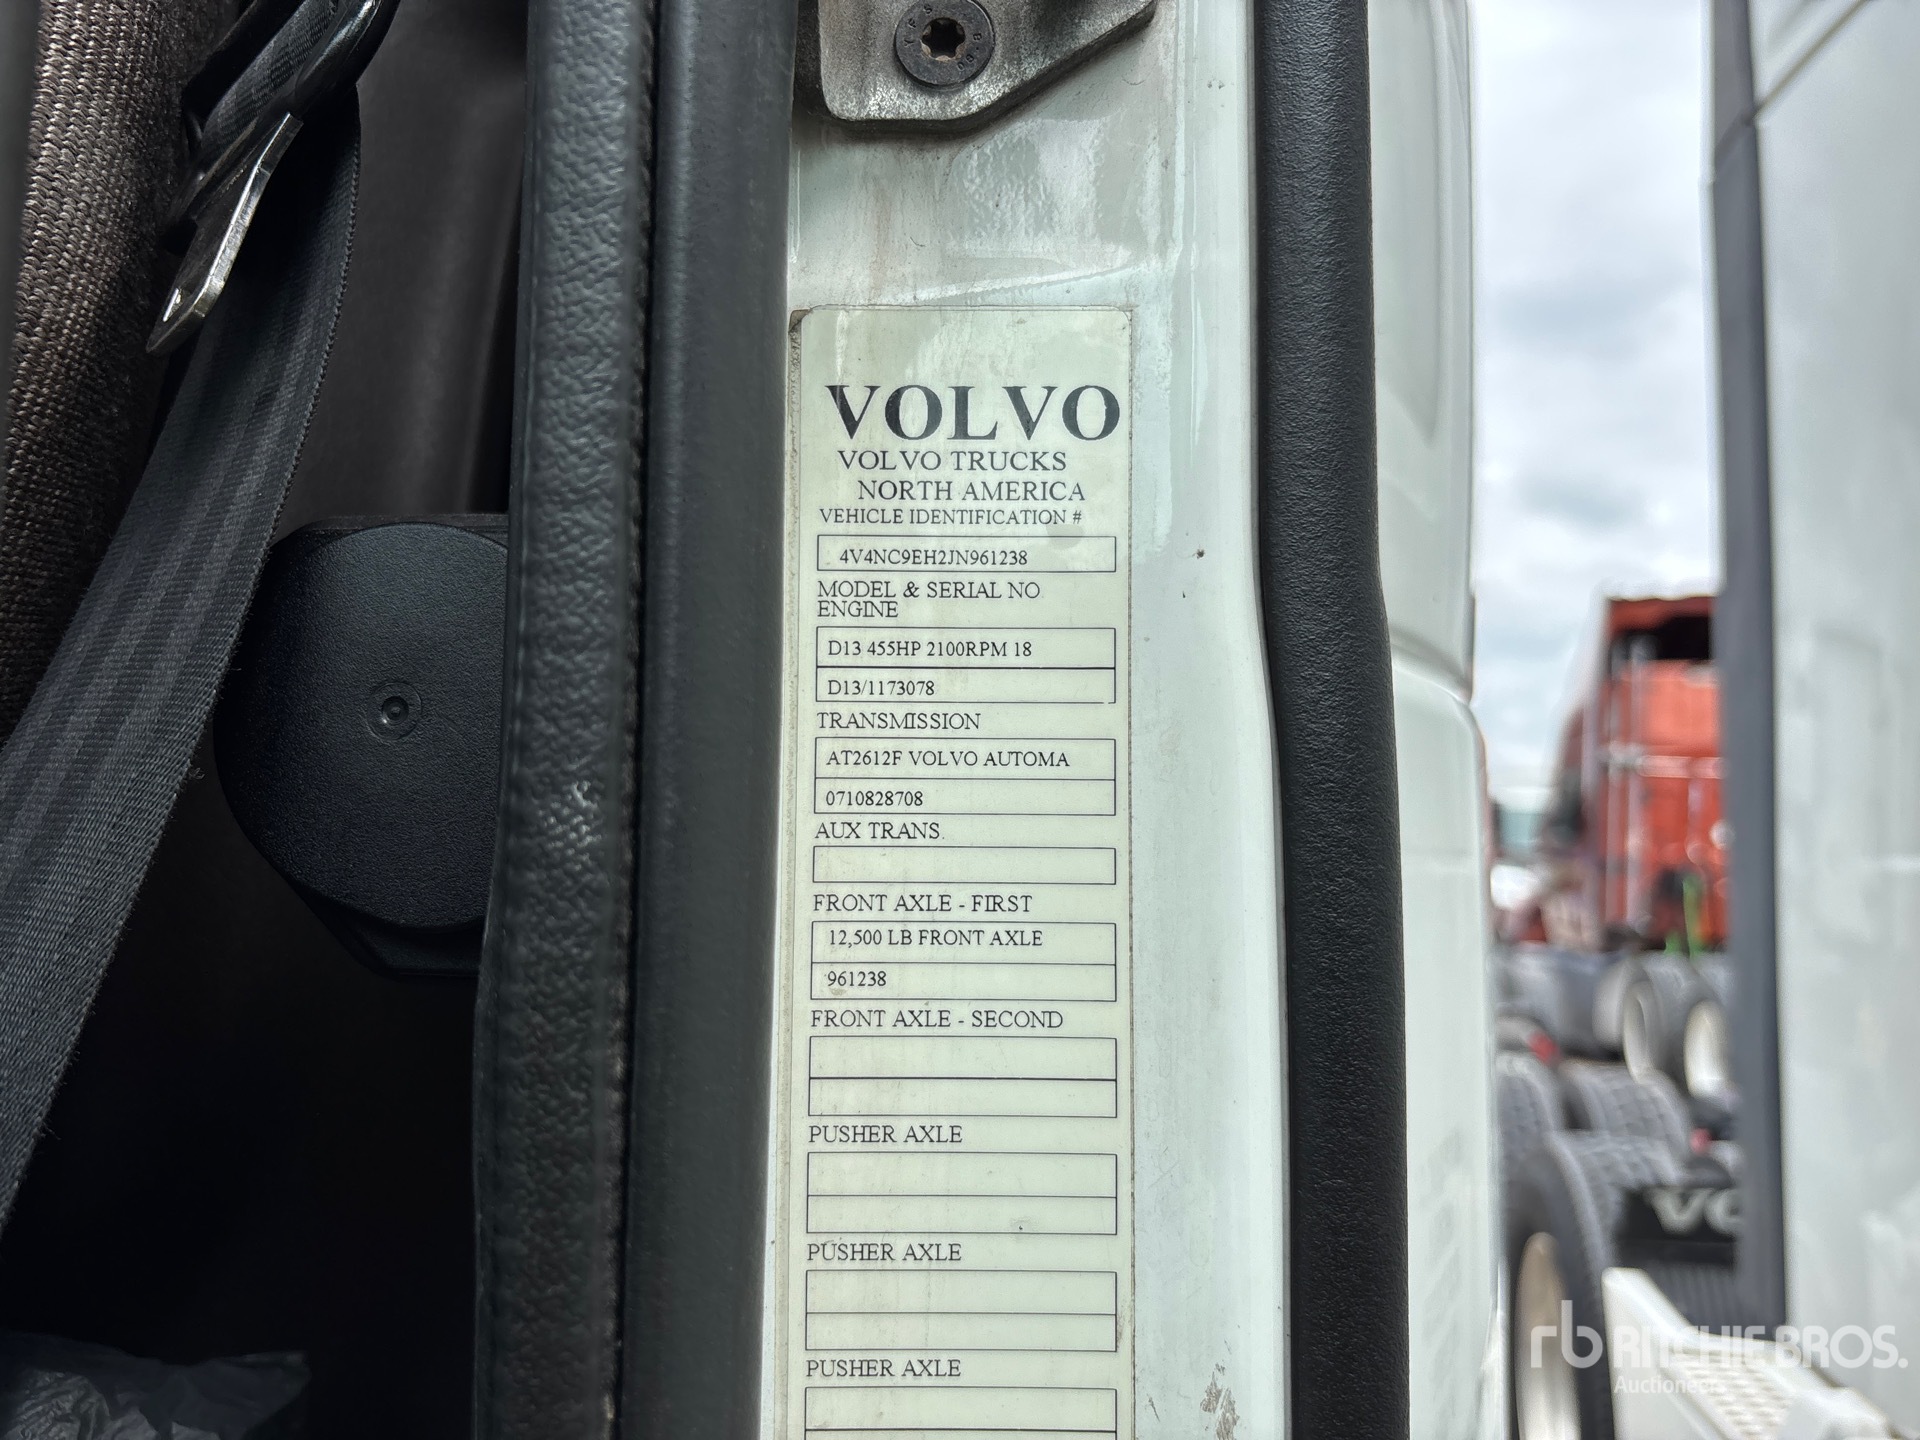 VOLVO
VOLVO TRUCKS
NORTH AMERICA
VEHICLE IDENTIFICATION #
4V4NC9EH2JN961238
MODEL & SERIAL NO
ENGINE
D13 455HP 2100RPM 18
D13/1173078
TRANSMISSION
AT2612F VOLVO AUTOMA
0710828708
AUX TRANS.
FRONT AXLE - FIRST
12,500 LB FRONT AXLE
961238
FRONT AXLE - SECOND
PUSHER AXLE
PUSHER AXLE
PUSHER AXLE
rb RITCHIE BROS.
Auctioneers